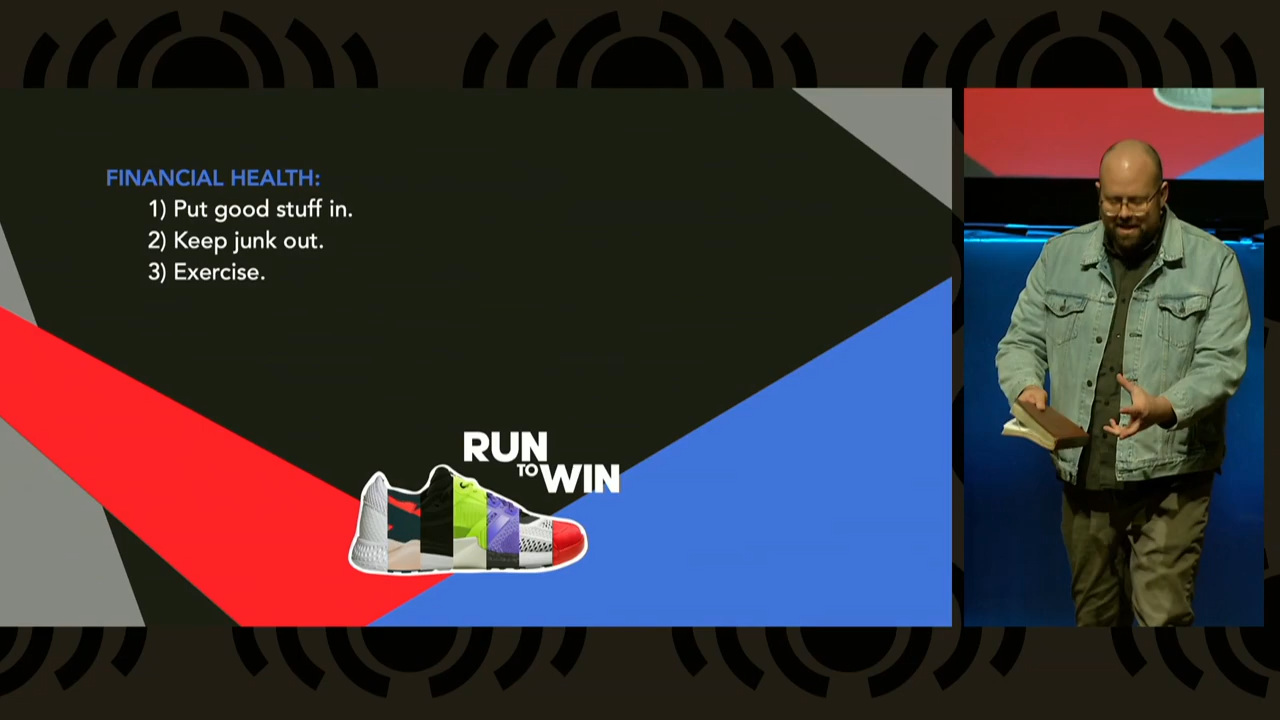 FINANCIAL HEALTH:
1) Put good stuff in.
2) Keep junk out.
3) Exercise.
RUN
TO WIN